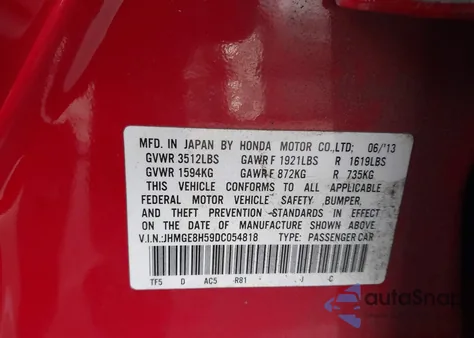 MFD. IN JAPAN BY HONDA MOTOR CO.,LTD; 06/'13
GVWR 3512LBS GAWR F 1921LBS R 1619LBS
GVWR 1594KG GAWR F 872KG R 735KG
THIS VEHICLE CONFORMS TO ALL APPLICABLE
FEDERAL MOTOR VEHICLE SAFETY ,BUMPER,
AND THEFT PREVENTION -STANDARDS IN EFFECT
ON THE DATE OF MANUFACTURE SHOWN ABOVE.
V.I.N.:JHMGE8H59DC054818 TYPE: PASSENGER CAR
TF5 D AC5 R81 C
autoSnap